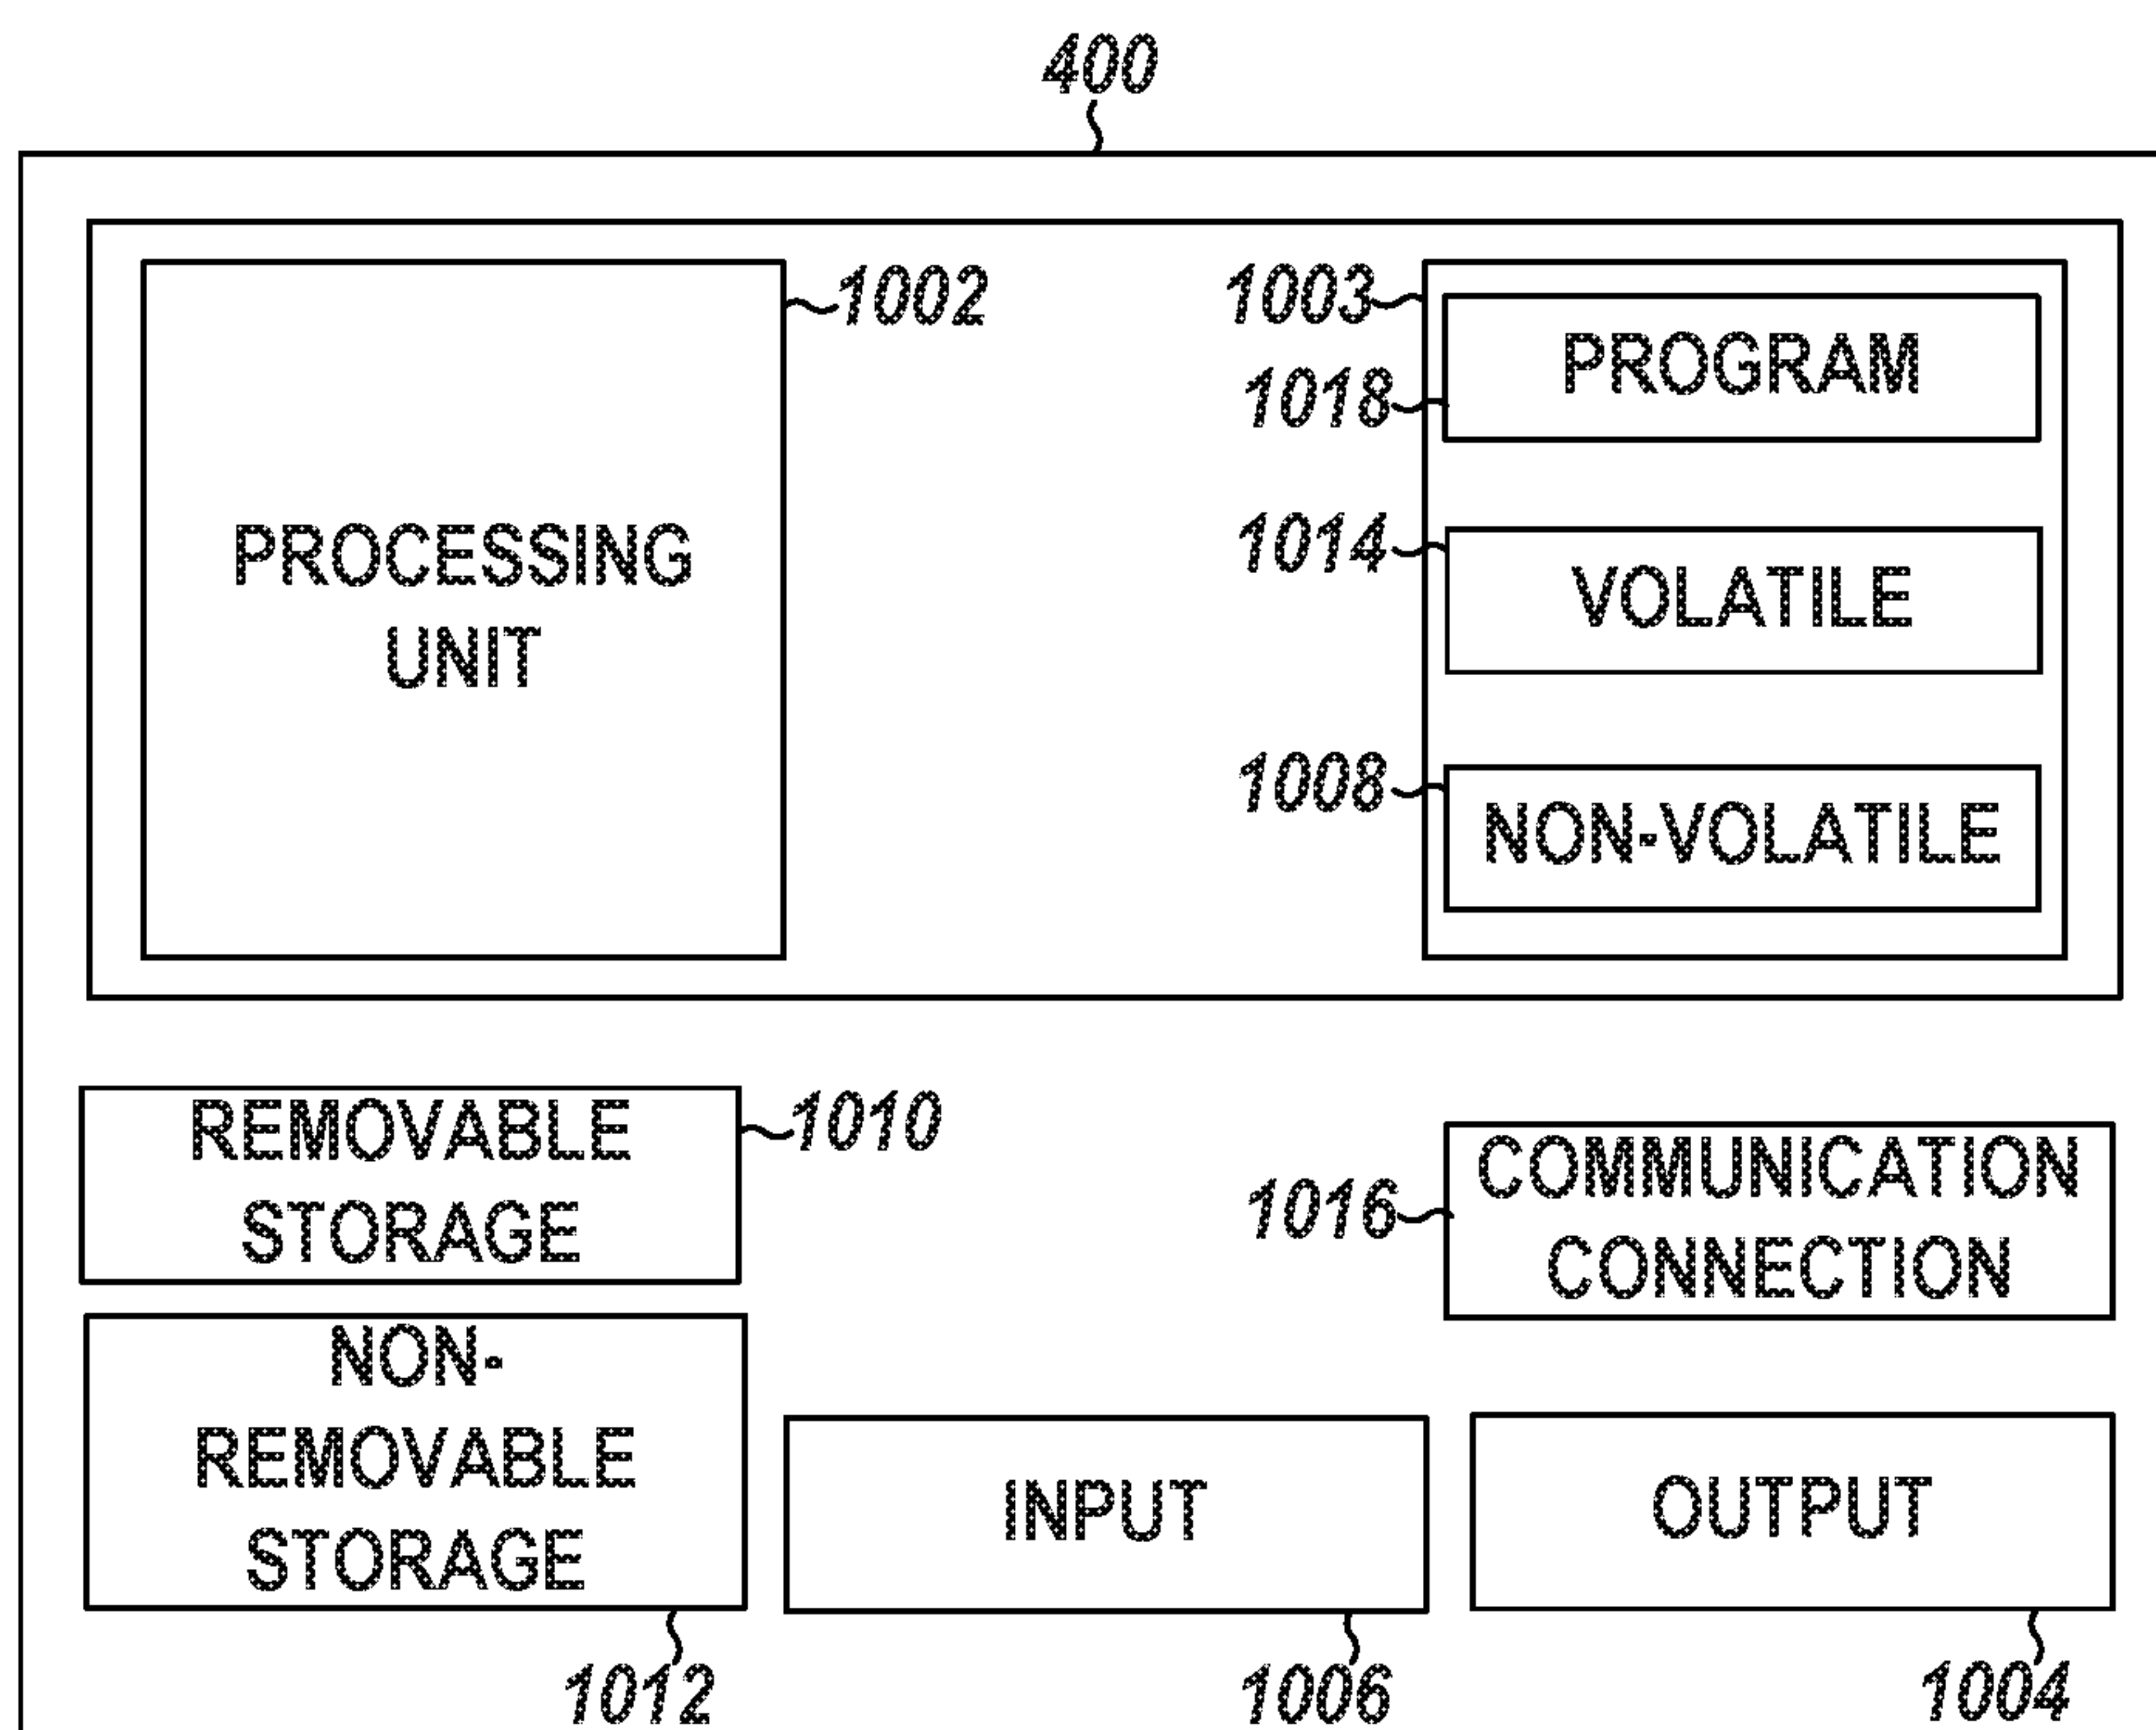 400
1002
1003
PROGRAM
1018
PROCESSING
UNIT
1014
VOLATILE
1008
NON-VOLATILE
REMOVABLE
STORAGE
1010
COMMUNICATION
CONNECTION
1016
NON-
REMOVABLE
STORAGE
INPUT
OUTPUT
1012
1006
1004